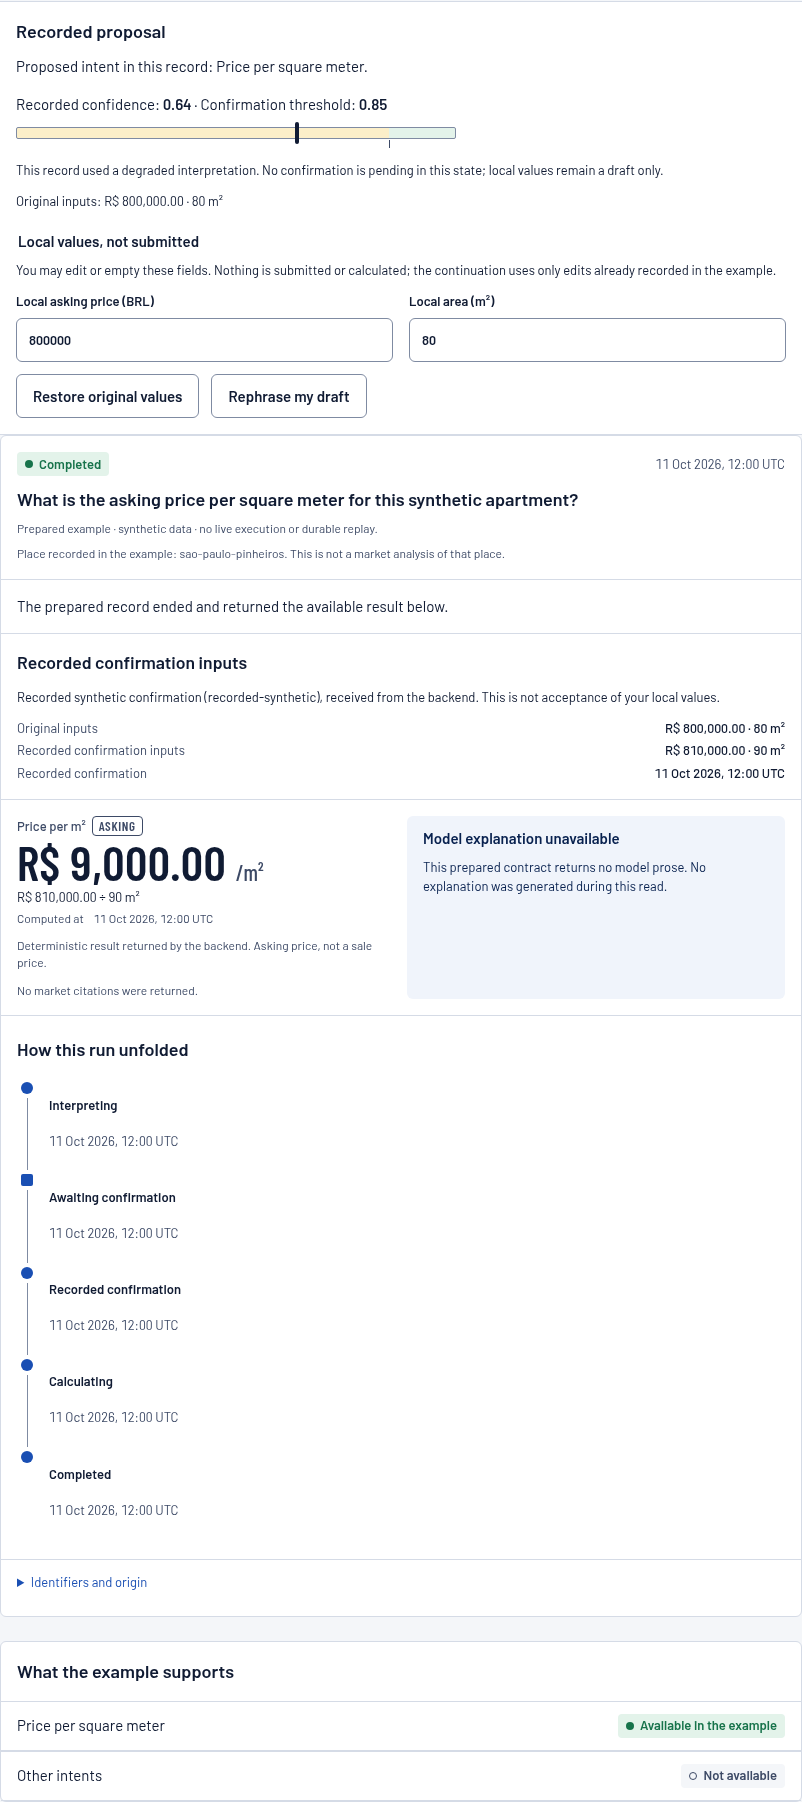 Recorded proposal
Proposed intent in this record: Price per square meter.
Recorded confidence: 0.64 · Confirmation threshold: 0.85
This record used a degraded interpretation. No confirmation is pending in this state; local values remain a draft only.
Original inputs: R$ 800,000.00 · 80 m²
Local values, not submitted
You may edit or empty these fields. Nothing is submitted or calculated; the continuation uses only edits already recorded in the example.
Local asking price (BRL)
Local area (m²)
800000
80
Restore original values
Rephrase my draft
Completed
11 Oct 2026, 12:00 UTC
What is the asking price per square meter for this synthetic apartment?
Prepared example · synthetic data · no live execution or durable replay.
Place recorded in the example: sao-paulo-pinheiros. This is not a market analysis of that place.
The prepared record ended and returned the available result below.
Recorded confirmation inputs
Recorded synthetic confirmation (recorded-synthetic), received from the backend. This is not acceptance of your local values.
Original inputs
R$ 800,000.00 · 80 m²
Recorded confirmation inputs
R$ 810,000.00 · 90 m²
Recorded confirmation
11 Oct 2026, 12:00 UTC
Price per m² ASKING
R$ 9,000.00 /m²
R$ 810,000.00 ÷ 90 m²
Computed at 11 Oct 2026, 12:00 UTC
Deterministic result returned by the backend. Asking price, not a sale
price.
No market citations were returned.
Model explanation unavailable
This prepared contract returns no model prose. No
explanation was generated during this read.
How this run unfolded
Interpreting
11 Oct 2026, 12:00 UTC
Awaiting confirmation
11 Oct 2026, 12:00 UTC
Recorded confirmation
11 Oct 2026, 12:00 UTC
Calculating
11 Oct 2026, 12:00 UTC
Completed
11 Oct 2026, 12:00 UTC
Identifiers and origin
What the example supports
Price per square meter
Available in the example
Other intents
Not available